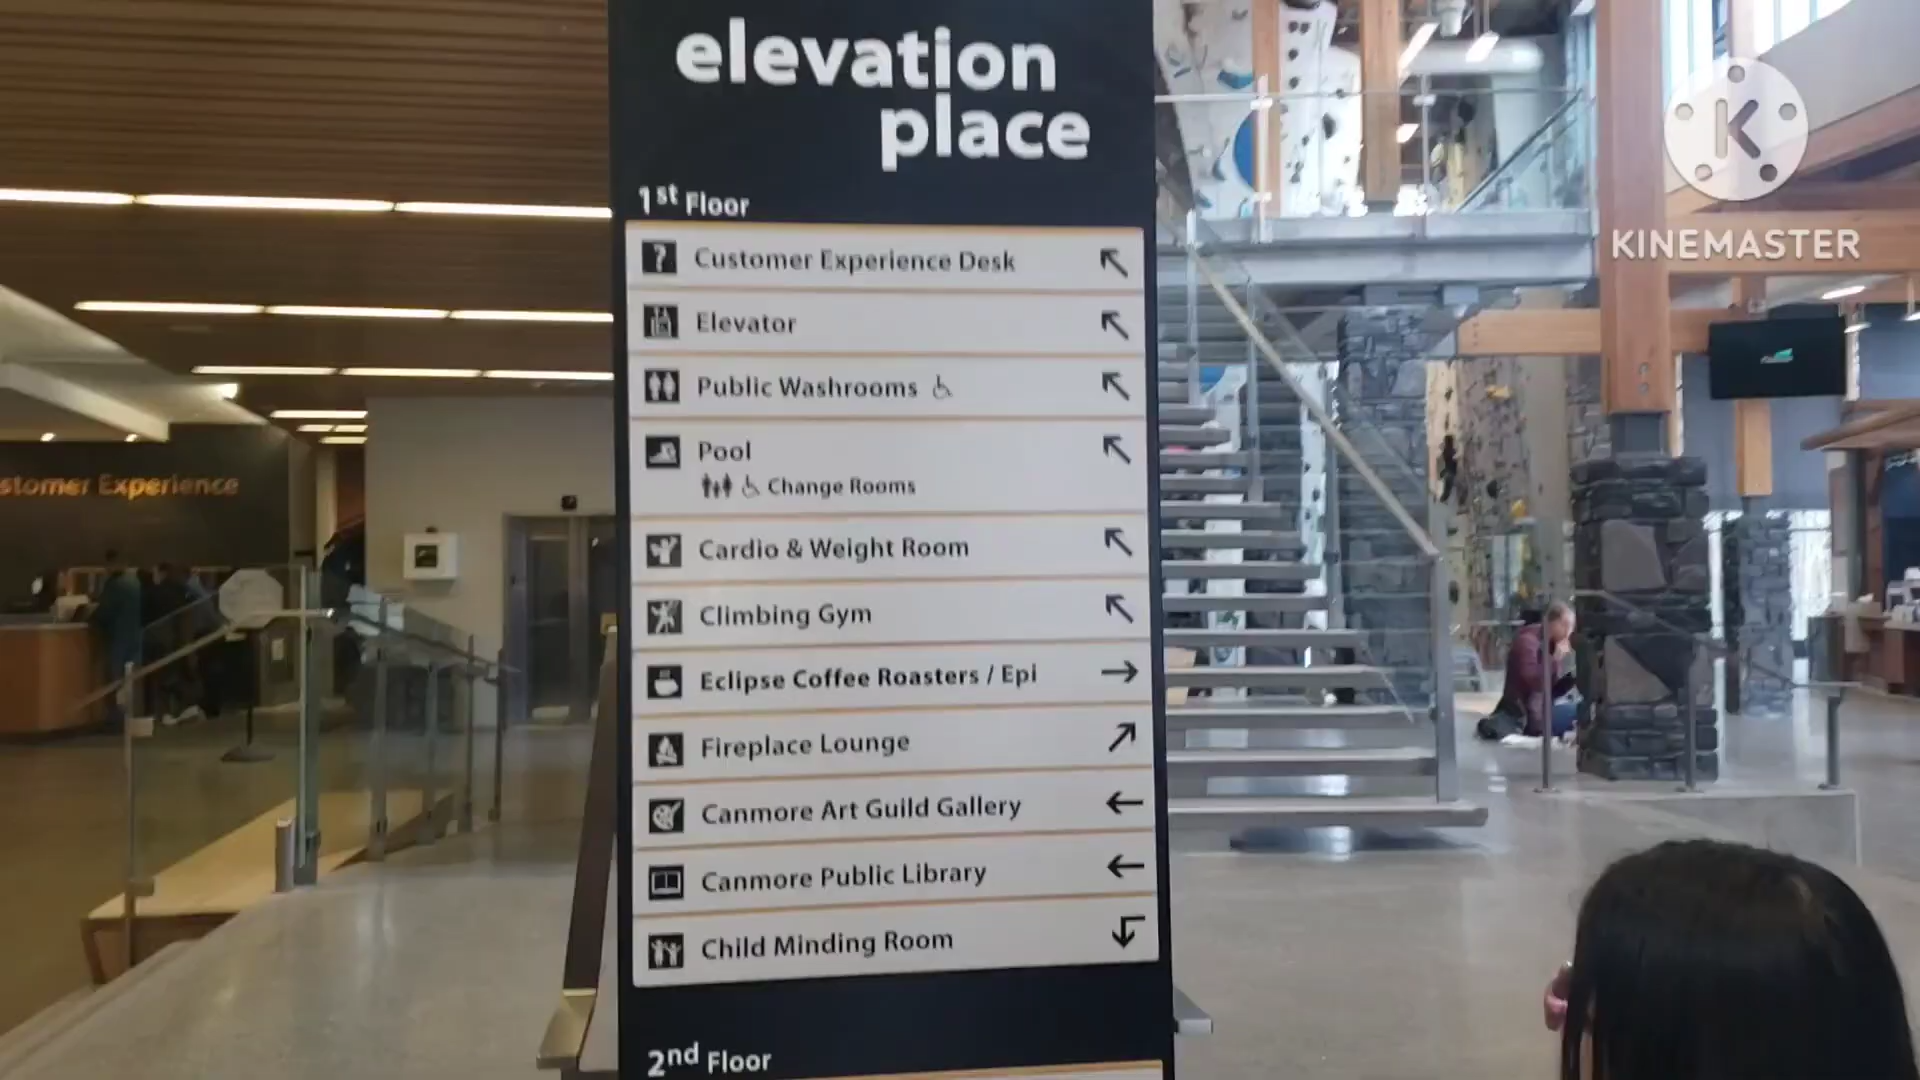 elevation
place
1st Floor
? Customer Experience Desk
Elevator
Public Washrooms
Pool
Change Rooms
Cardio & Weight Room
Climbing Gym
Eclipse Coffee Roasters / Epi
Fireplace Lounge
Canmore Art Guild Gallery
Canmore Public Library
Child Minding Room
2nd Floor
stomer Experience
K
KINEMASTER